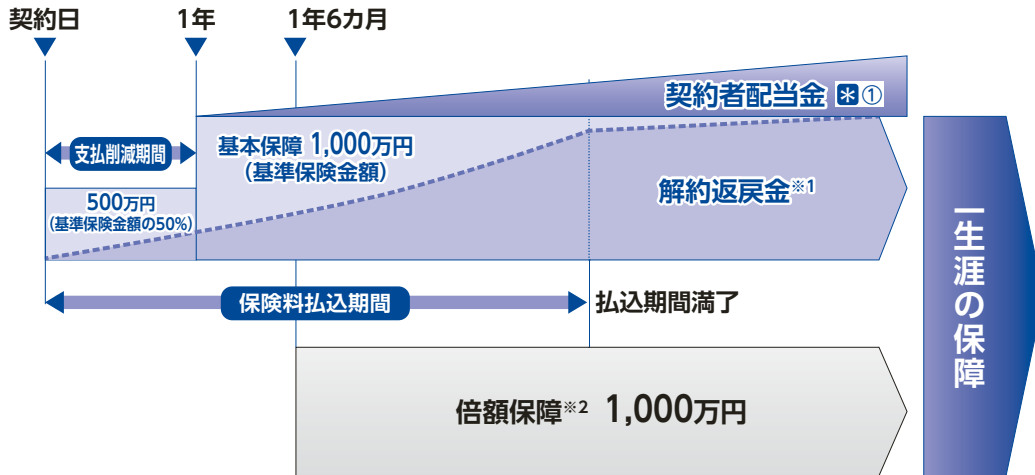 契約日
1年
1年6カ月
契約者配当金 *①
支払削減期間
基本保障 1,000万円
(基準保険金額)
500万円
(基準保険金額の50%)
解約返戻金※1
保険料払込期間
払込期間満了
倍額保障※2 1,000万円
一生涯の保障